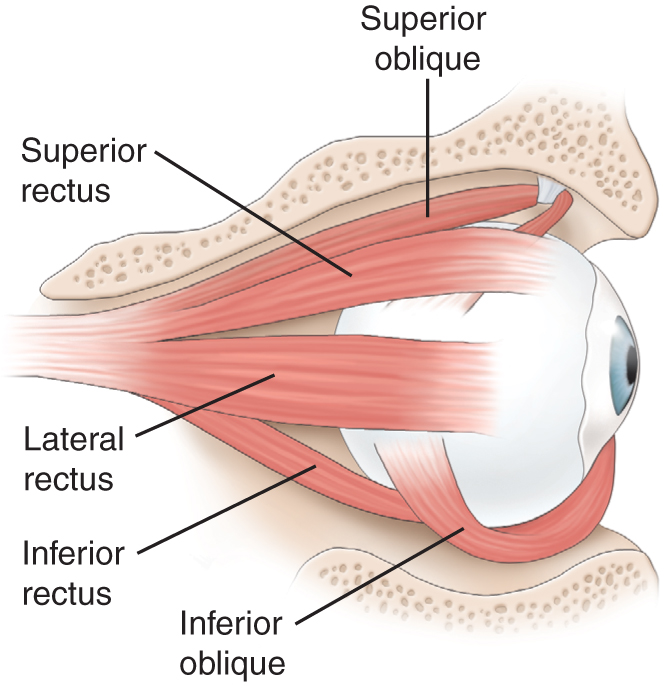 Superior
oblique
Superior
rectus
Lateral
rectus
Inferior
rectus
Inferior
oblique